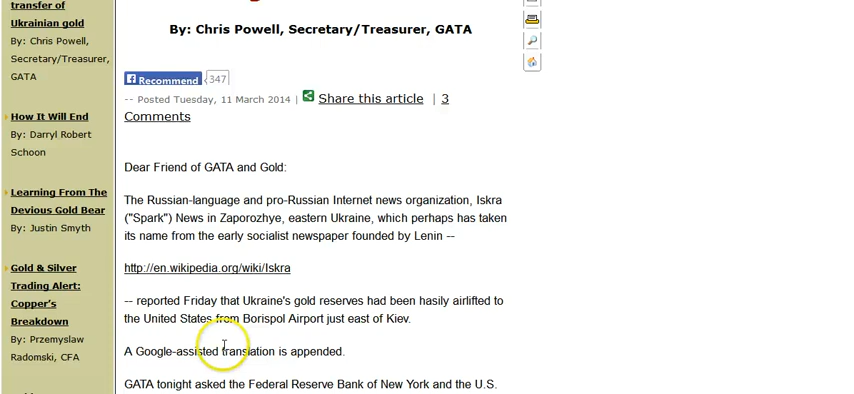 transfer of
Ukrainian gold
By: Chris Powell,
Secretary/Treasurer,
GATA
How It Will End
By: Darryl Robert
Schoon
Learning From The
Devious Gold Bear
By: Justin Smyth
Gold & Silver
Trading Alert:
Copper's
Breakdown
By: Przemyslaw
Radomski, CFA
By: Chris Powell, Secretary/Treasurer, GATA
Recommend 347
-- Posted Tuesday, 11 March 2014 | Share this article | 3
Comments
Dear Friend of GATA and Gold:
The Russian-language and pro-Russian Internet news organization, Iskra
("Spark") News in Zaporozhye, eastern Ukraine, which perhaps has taken
its name from the early socialist newspaper founded by Lenin --
http://en.wikipedia.org/wiki/Iskra
-- reported Friday that Ukraine's gold reserves had been hasily airlifted to
the United States from Borispol Airport just east of Kiev.
A Google-assisted translation is appended.
GATA tonight asked the Federal Reserve Bank of New York and the U.S.